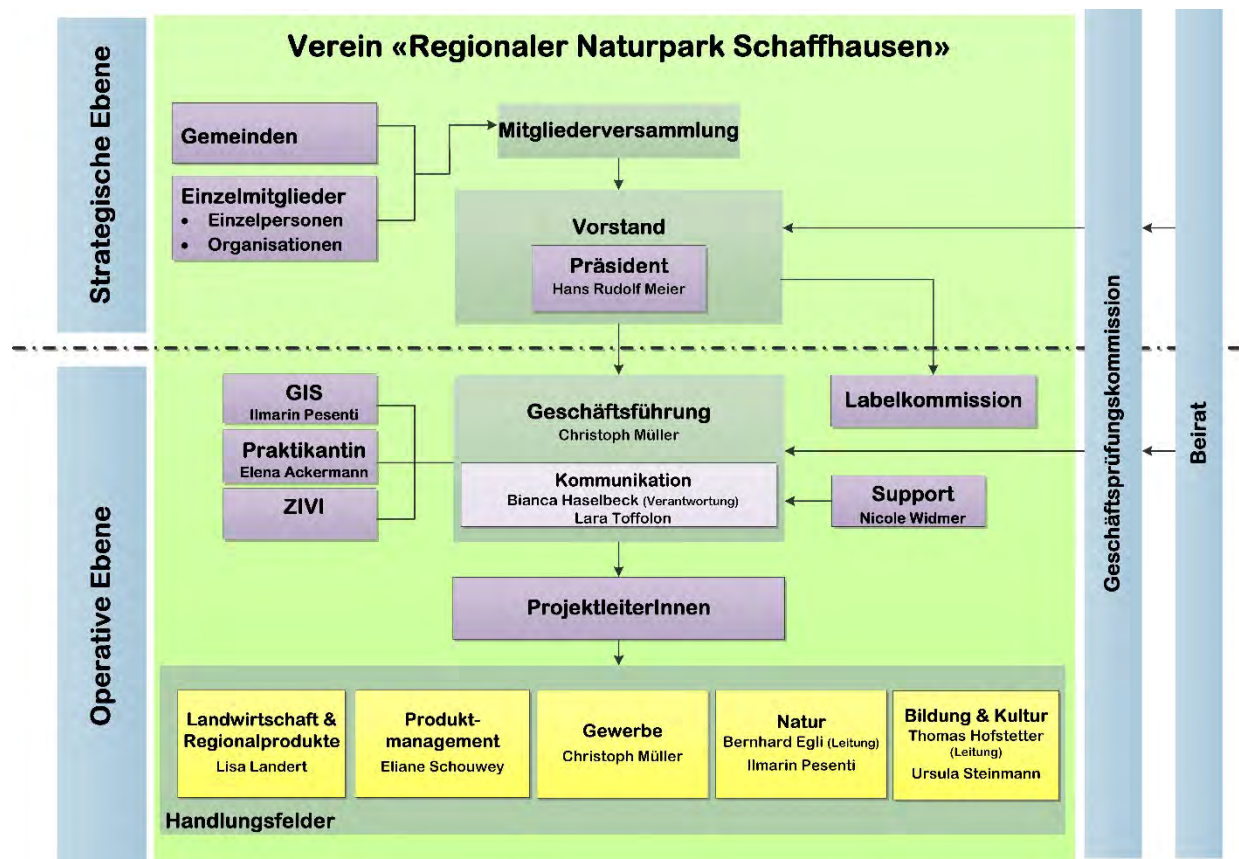 Verein «Regionaler Naturpark Schaffhausen»
Strategische Ebene
Gemeinden
Einzelmitglieder
• Einzelpersonen
• Organisationen
Mitgliederversammlung
Vorstand
Präsident
Hans Rudolf Meier
Geschäftsprüfungskommission
Beirat
Operative Ebene
GIS
Ilmarin Pesenti
Praktikantin
Elena Ackermann
ZIVI
Geschäftsführung
Christoph Müller
Kommunikation
Bianca Haselbeck (Verantwortung)
Lara Toffolon
Labelkommission
Support
Nicole Widmer
ProjektleiterInnen
Landwirtschaft &
Regionalprodukte
Lisa Landert
Produkt-
management
Eliane Schouwey
Gewerbe
Christoph Müller
Natur
Bernhard Egli (Leitung)
Ilmarin Pesenti
Bildung & Kultur
Thomas Hofstetter
(Leitung)
Ursula Steinmann
Handlungsfelder